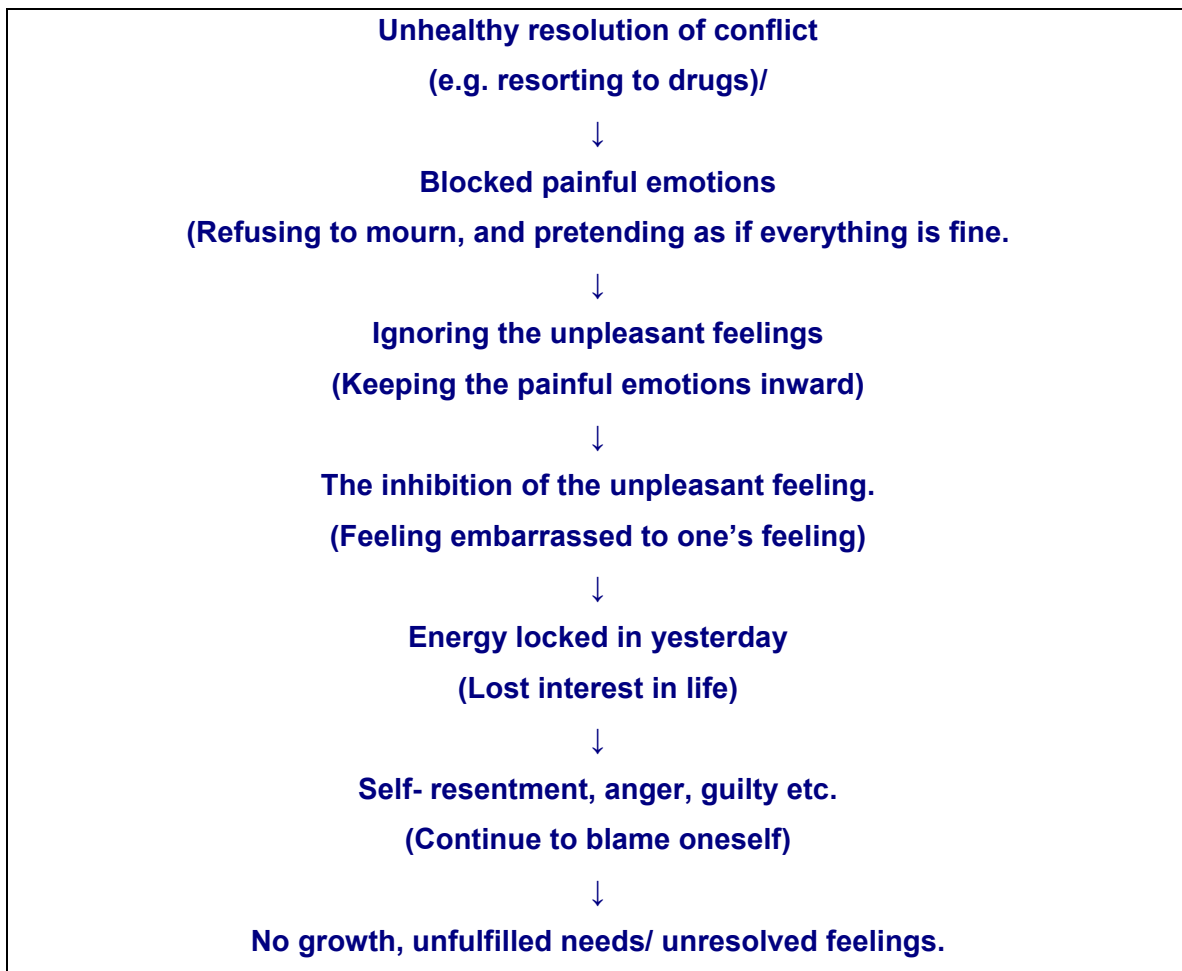 Unhealthy resolution of conflict
(e.g. resorting to drugs)/
↓
Blocked painful emotions
(Refusing to mourn, and pretending as if everything is fine.
↓
Ignoring the unpleasant feelings
(Keeping the painful emotions inward)
↓
The inhibition of the unpleasant feeling.
(Feeling embarrassed to one’s feeling)
↓
Energy locked in yesterday
(Lost interest in life)
↓
Self- resentment, anger, guilty etc.
(Continue to blame oneself)
↓
No growth, unfulfilled needs/ unresolved feelings.